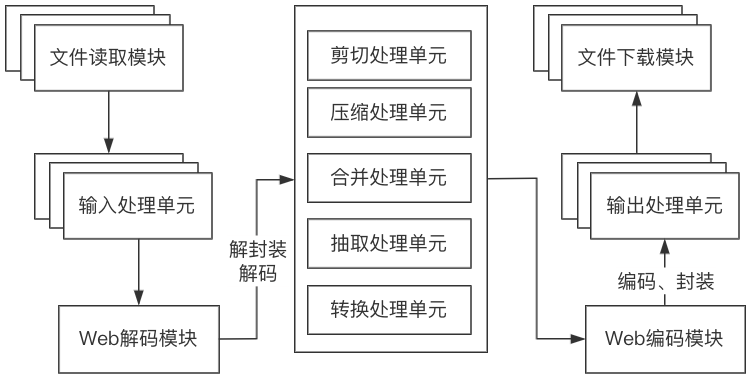 文件读取模块
输入处理单元
Web解码模块
解封装
解码
剪切处理单元
压缩处理单元
合并处理单元
抽取处理单元
转换处理单元
文件下载模块
输出处理单元
编码、封装
Web编码模块